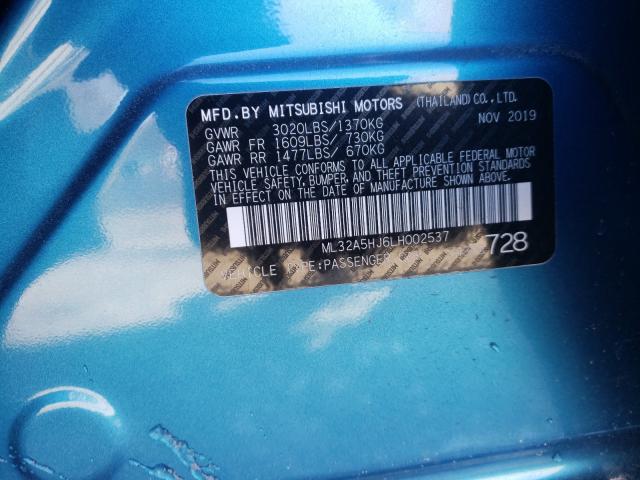 MFD.BY MITSUBISHI MOTORS (THAILAND) CO., LTD.
GVWR 3020LBS/1370KG NOV 2019
GAWR FR 1609LBS/ 730KG
GAWR RR 1477LBS/ 670KG
THIS VEHICLE CONFORMS TO ALL APPLICABLE FEDERAL MOTOR
VEHICLE SAFETY, BUMPER, AND THEFT PREVENTION STANDARDS
IN EFFECT ON THE DATE OF MANUFACTURE SHOWN ABOVE.
ML32A5HJ6LH002537
728
VEHICLE TYPE:PASSENGER